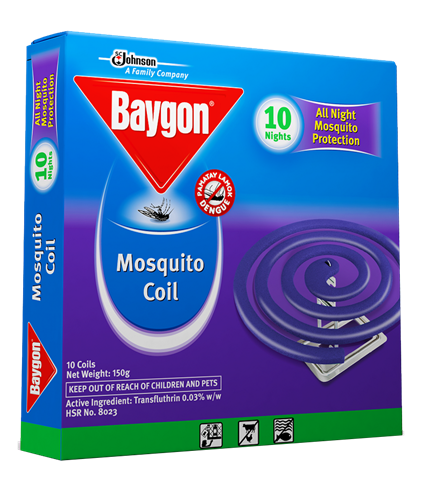 SC Johnson
A Family Company
Baygon®
10
Nights
All Night
Mosquito
Protection
PAMATAY LAMOK
DENGUE
Mosquito
Coil
10 Coils
Net Weight: 150g
KEEP OUT OF REACH OF CHILDREN AND PETS
Active Ingredient: Transfluthrin 0.03% w/w
HSR No. 8023
All Night
Mosquito
Protection
10
Nights
Mosquito
Coil
Baygon